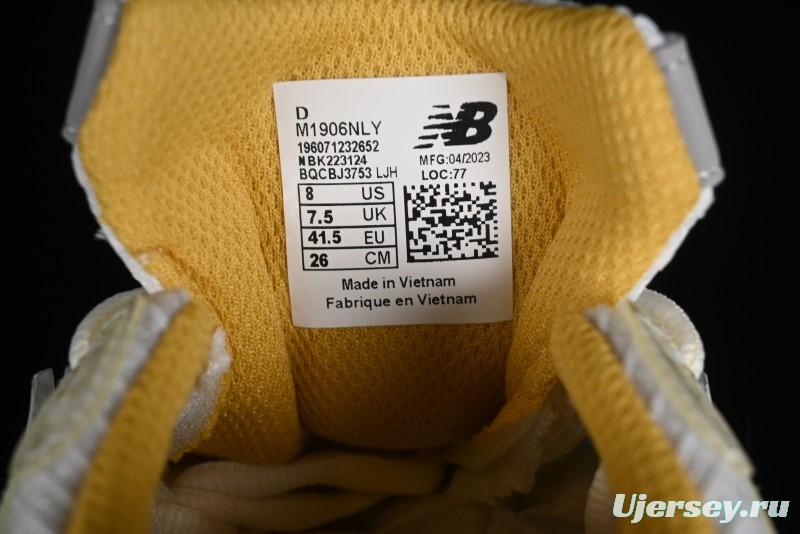 D
M1906NLY
196071232652
NBK223124
BQCBJ3753 LJH
NB
MFG:04/2023
LOC:77
8 US
7.5 UK
41.5 EU
26 CM
Made in Vietnam
Fabrique en Vietnam
Ujersey.ru